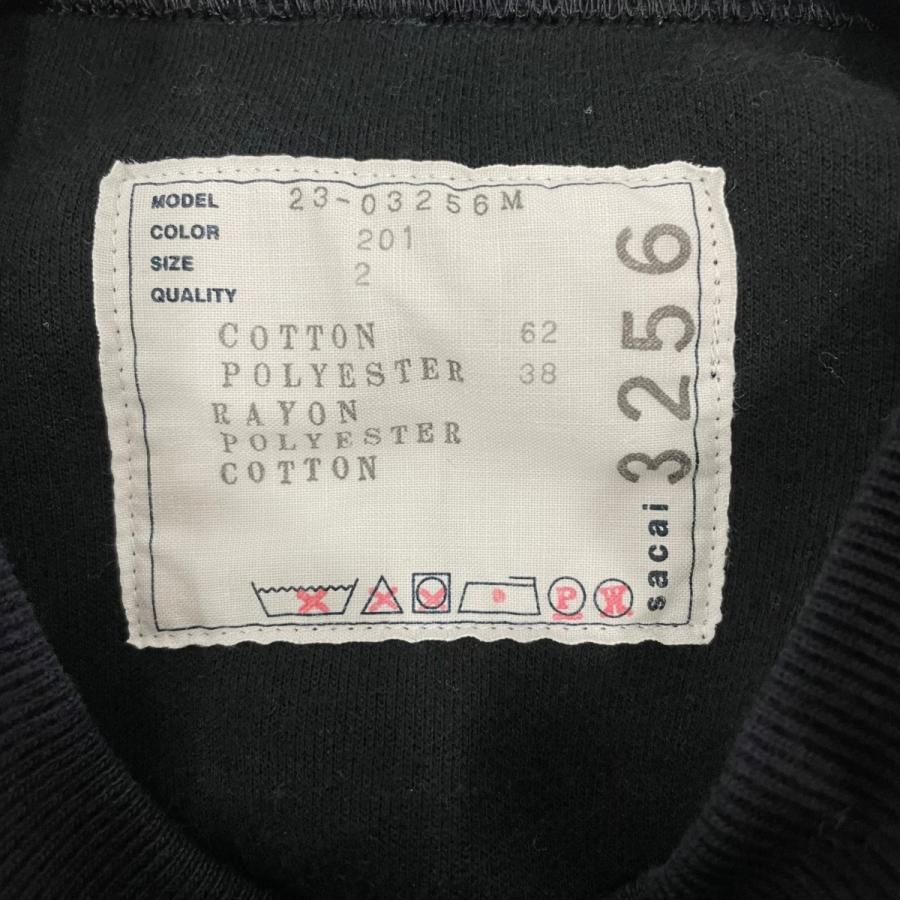 MODEL 23-03256M
COLOR 201
SIZE 2
QUALITY
COTTON 62
POLYESTER 38
RAYON
POLYESTER
COTTON
P W
sacai 3256